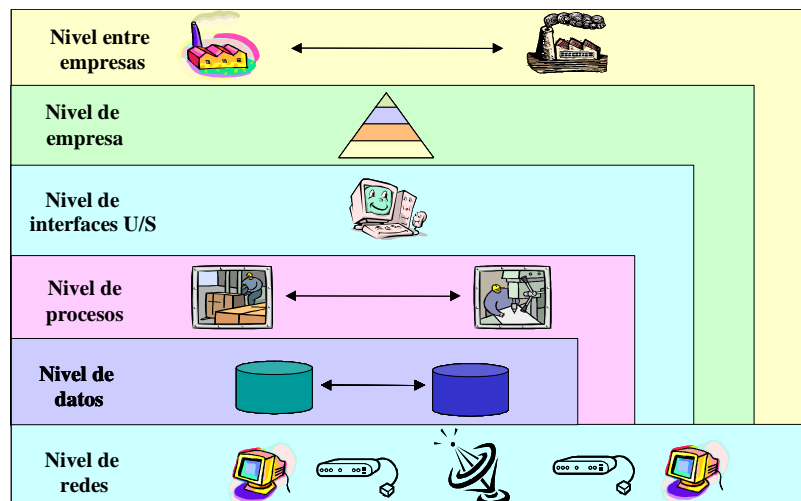 Nivel entre
empresas
Nivel de
empresa
Nivel de
interfaces U/S
Nivel de
procesos
Nivel de
datos
Nivel de
redes